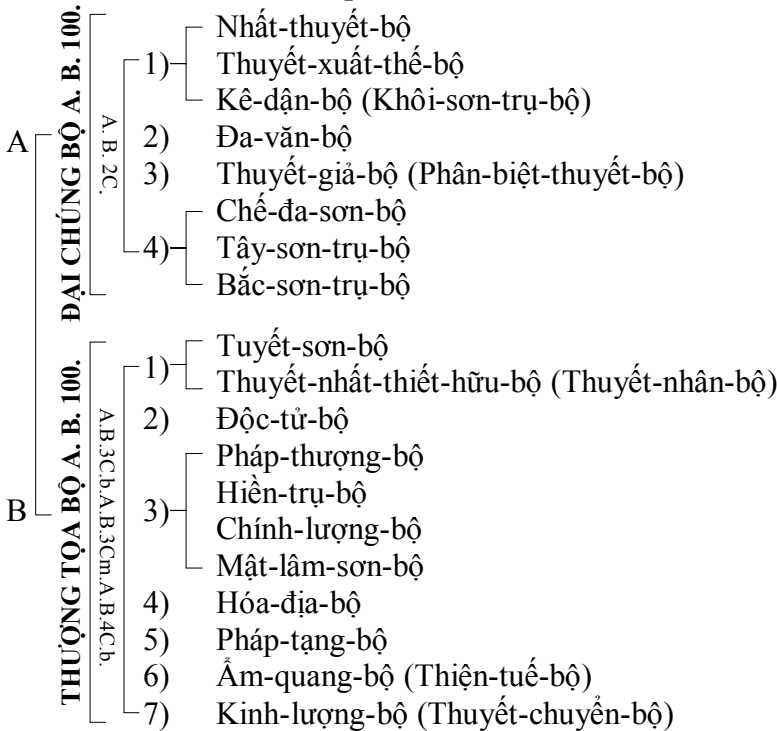 A
ĐẠI CHÚNG BỘ A. B. 100.
A. B. 2C.
1)
Nhất-thuyết-bộ
Thuyết-xuất-thế-bộ
Kê-dận-bộ (Khôi-sơn-trụ-bộ)
2) Đa-văn-bộ
3) Thuyết-giả-bộ (Phân-biệt-thuyết-bộ)
4)
Chế-đa-sơn-bộ
Tây-sơn-trụ-bộ
Bắc-sơn-trụ-bộ
B
THƯỢNG TỌA BỘ A. B. 100.
A.B.3C.b.A.B.3Cm.A.B.4C.b.
1)
Tuyết-sơn-bộ
Thuyết-nhất-thiết-hữu-bộ (Thuyết-nhân-bộ)
2) Độc-tử-bộ
3)
Pháp-thượng-bộ
Hiền-trụ-bộ
Chính-lượng-bộ
Mật-lâm-sơn-bộ
4) Hóa-địa-bộ
5) Pháp-tạng-bộ
6) Ẩm-quang-bộ (Thiện-tuế-bộ)
7) Kinh-lượng-bộ (Thuyết-chuyển-bộ)